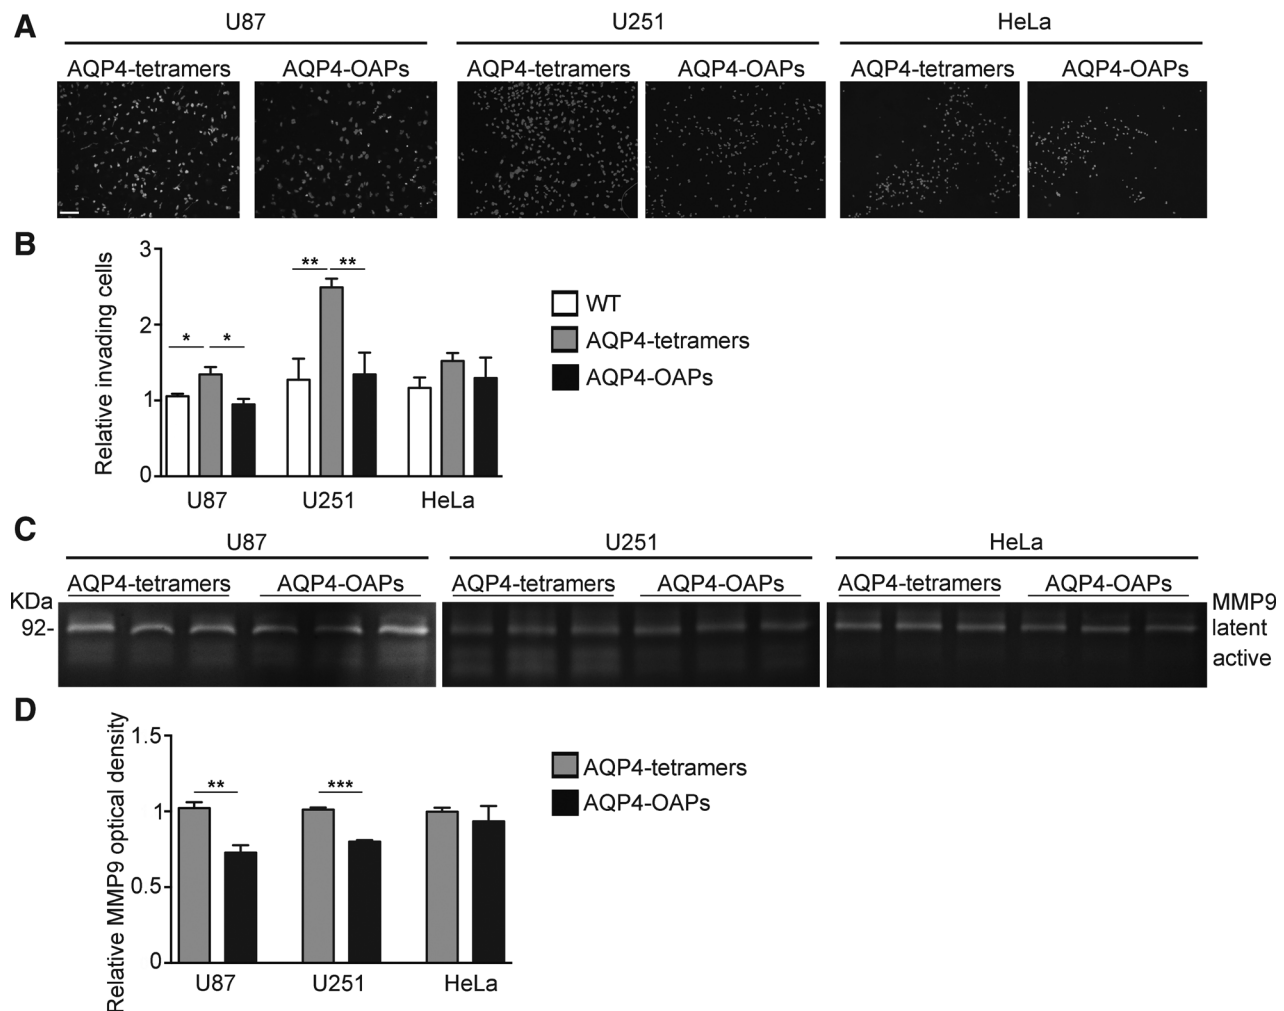 A
U87 U251 HeLa
AQP4-tetramers AQP4-OAPs AQP4-tetramers AQP4-OAPs AQP4-tetramers AQP4-OAPs
B
Relative invading cells
3
2
1
0
* * ** **
U87 U251 HeLa
WT
AQP4-tetramers
AQP4-OAPs
C
U87 U251 HeLa
AQP4-tetramers AQP4-OAPs AQP4-tetramers AQP4-OAPs AQP4-tetramers AQP4-OAPs
KDa
92-
MMP9
latent
active
D
Relative MMP9 optical density
1.5
1
0.5
0
** ***
U87 U251 HeLa
AQP4-tetramers
AQP4-OAPs